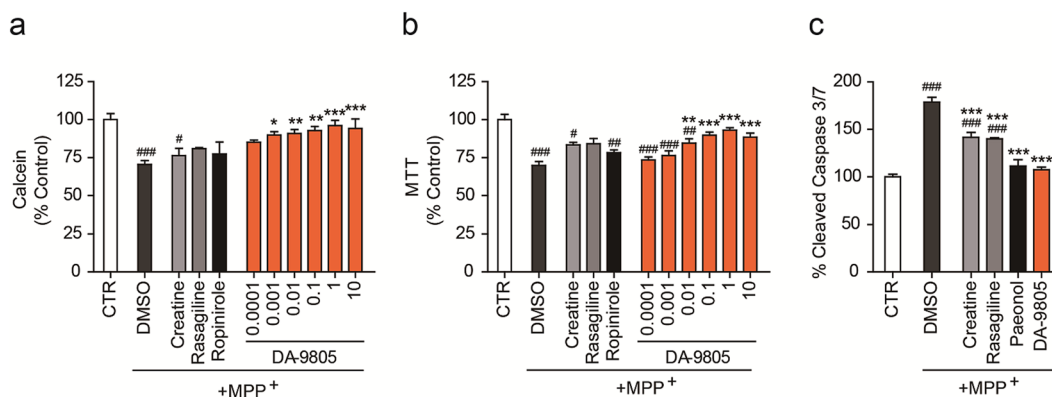 a
Calcein
(% Control)
125
100
75
50
25
0
###
#
*
**
**
***
***
CTR
DMSO
Creatine
Rasagiline
Ropinirole
0.0001
0.001
0.01
0.1
1
10
DA-9805
+MPP+
b
MTT
(% Control)
125
100
75
50
25
0
###
#
##
###
###
**
##
***
***
***
CTR
DMSO
Creatine
Rasagiline
Ropinirole
0.0001
0.001
0.01
0.1
1
10
DA-9805
+MPP+
c
% Cleaved Caspase 3/7
200
150
100
50
0
###
***
###
***
###
***
***
CTR
DMSO
Creatine
Rasagiline
Paeonol
DA-9805
+MPP+